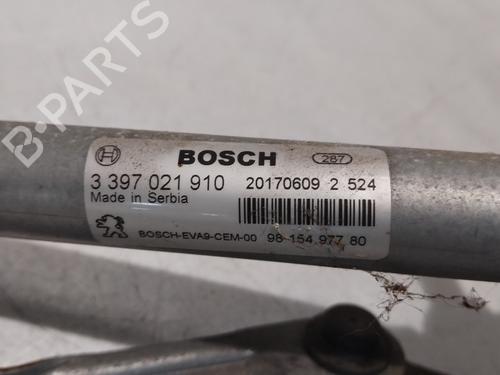 BOSCH 287
3 397 021 910 20170609 2 524
Made in Serbia
BOSCH-EVA9-CEM-00 98 154 977 80
B-PARTS